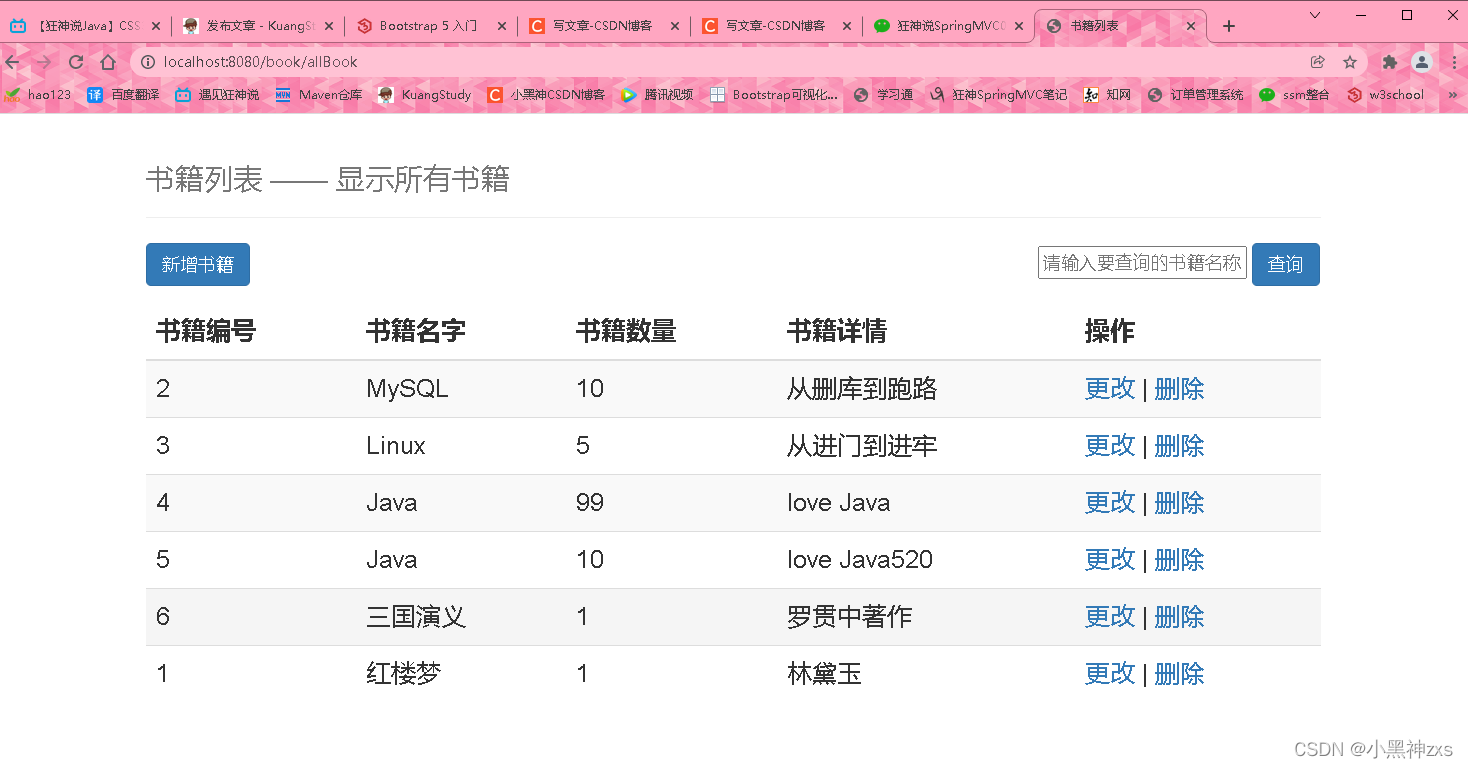 【狂神说Java】CSS 发布文章 - KuangSt Bootstrap 5 入门 写文章-CSDN博客 写文章-CSDN博客 狂神说SpringMVC0 书籍列表
localhost:8080/book/allBook
hao123 百度翻译 遇见狂神说 Maven仓库 KuangStudy 小黑神CSDN博客 腾讯视频 Bootstrap可视化... 学习通 狂神SpringMVC笔记 知网 订单管理系统 ssm整合 w3school »
书籍列表 —— 显示所有书籍
新增书籍 请输入要查询的书籍名称 查询
书籍编号 书籍名字 书籍数量 书籍详情 操作
2 MySQL 10 从删库到跑路 更改 | 删除
3 Linux 5 从进门到进牢 更改 | 删除
4 Java 99 love Java 更改 | 删除
5 Java 10 love Java520 更改 | 删除
6 三国演义 1 罗贯中著作 更改 | 删除
1 红楼梦 1 林黛玉 更改 | 删除
CSDN @小黑神zxs